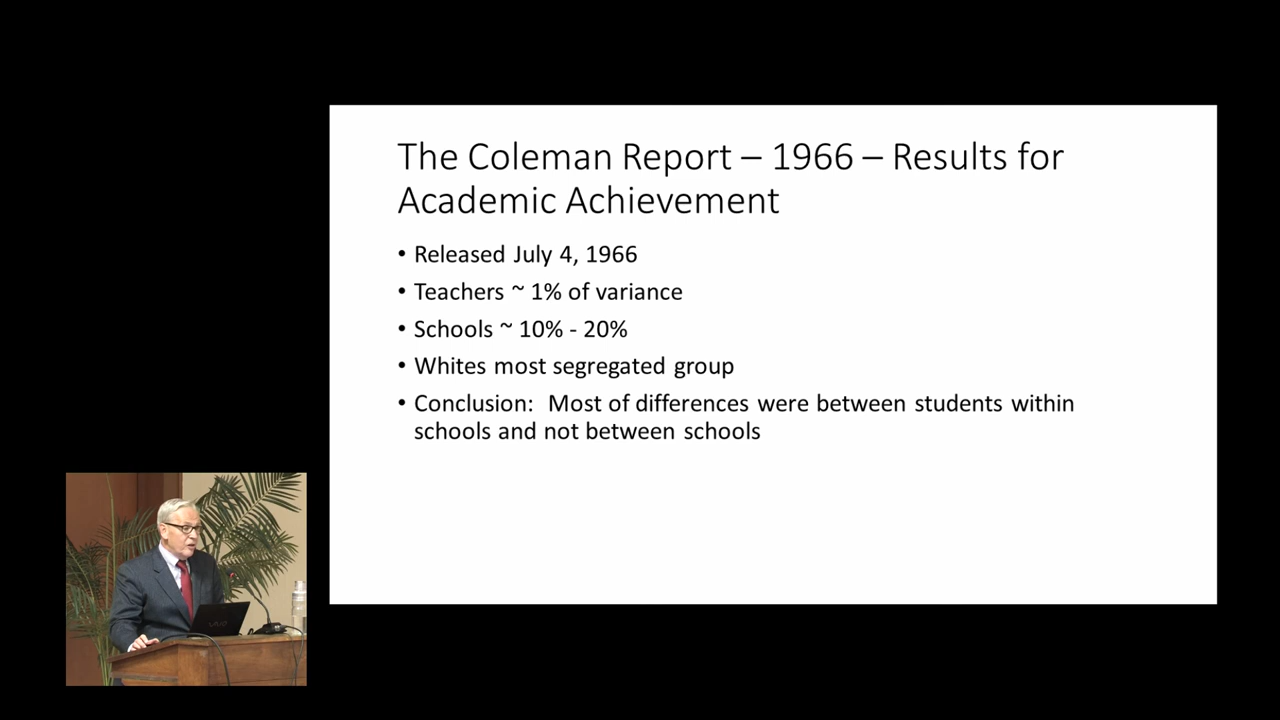 The Coleman Report – 1966 – Results for
Academic Achievement
• Released July 4, 1966
• Teachers ~ 1% of variance
• Schools ~ 10% - 20%
• Whites most segregated group
• Conclusion:  Most of differences were between students within
schools and not between schools
VAIO